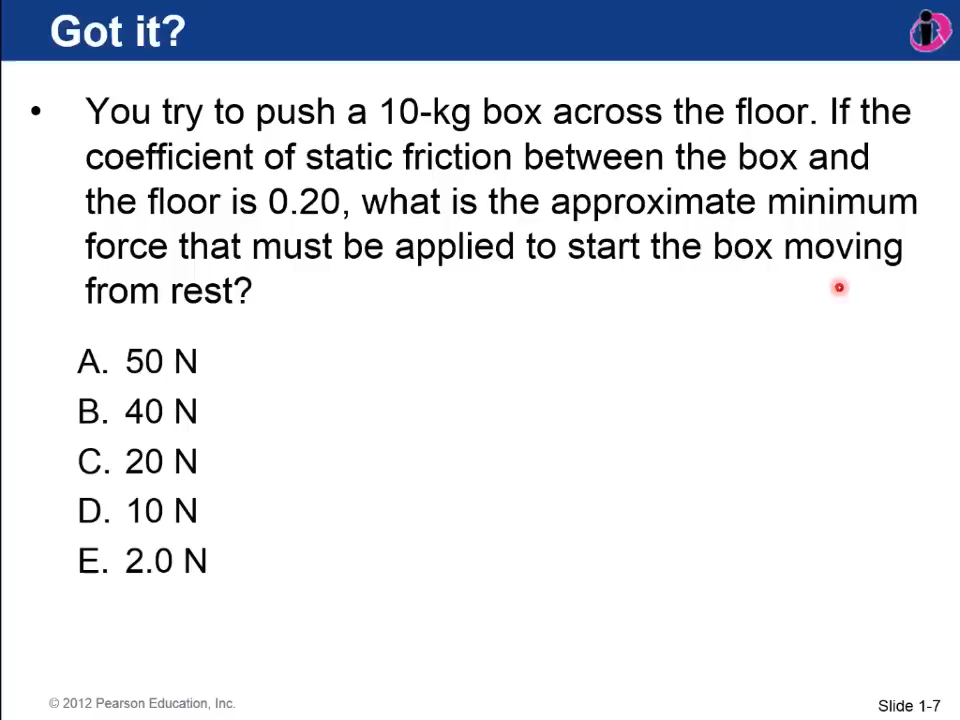 Got it?
• You try to push a 10-kg box across the floor. If the
coefficient of static friction between the box and
the floor is 0.20, what is the approximate minimum
force that must be applied to start the box moving
from rest?
A. 50 N
B. 40 N
C. 20 N
D. 10 N
E. 2.0 N
© 2012 Pearson Education, Inc.
Slide 1-7